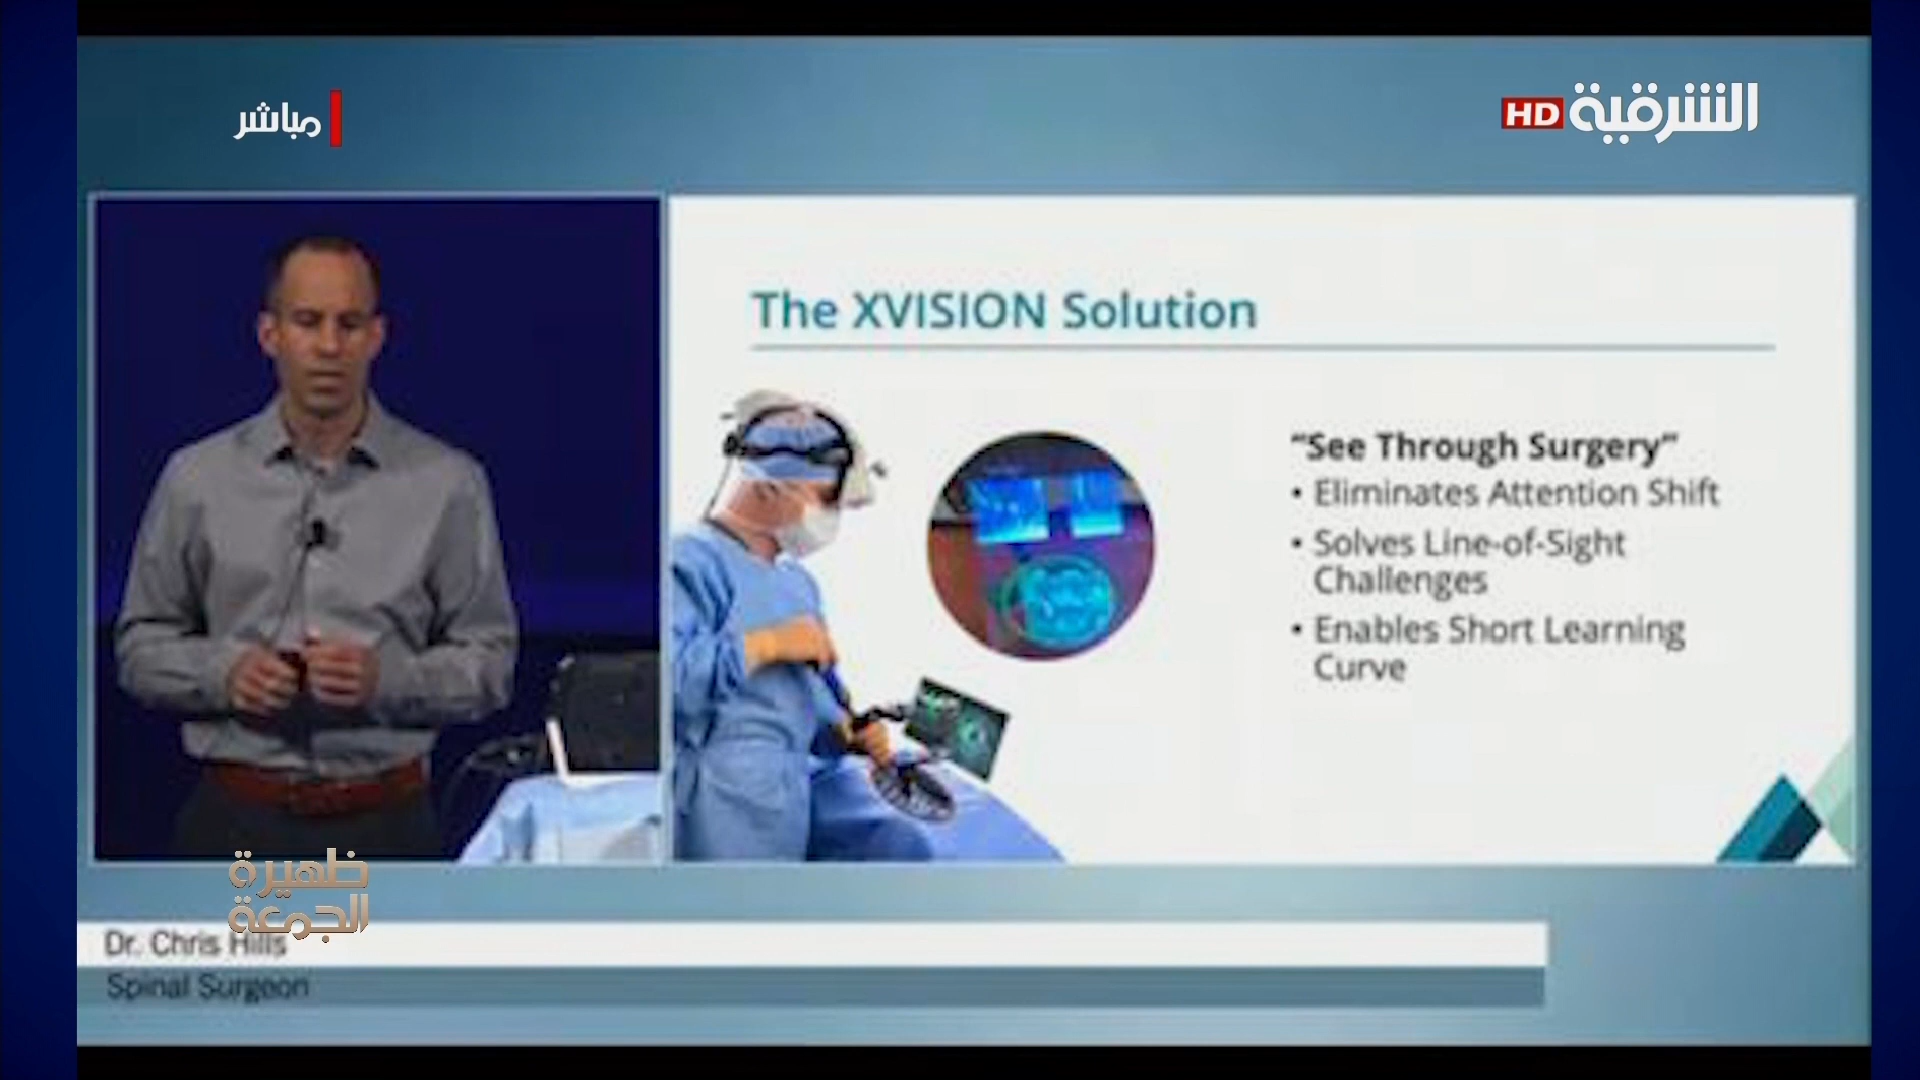 مباشر
الشرقية HD
The XVISION Solution
“See Through Surgery”
• Eliminates Attention Shift
• Solves Line-of-Sight
Challenges
• Enables Short Learning
Curve
ظهيرة
الجمعة
Dr. Chris Hills
Spinal Surgeon